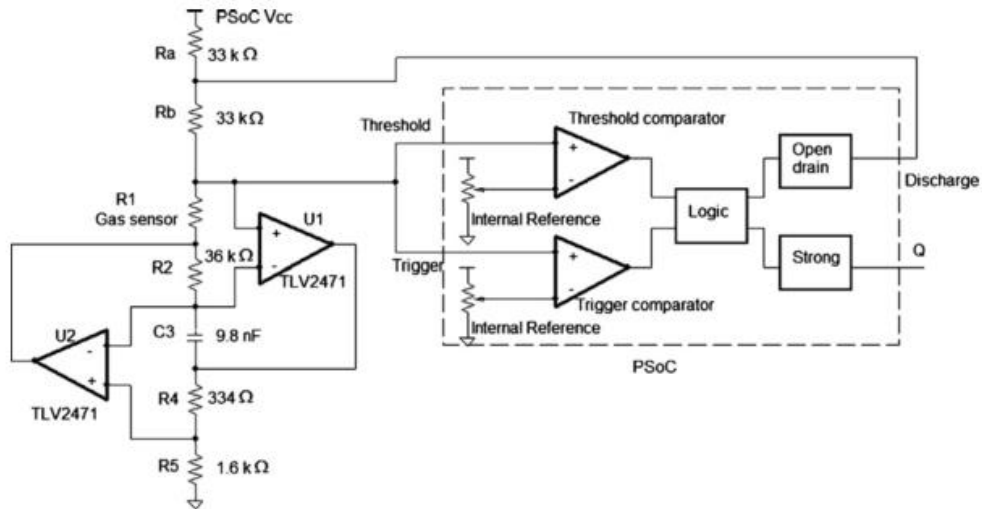 PSoC Vcc
Ra
33 k Ω
Rb
33 kΩ
Threshold
Threshold comparator
+
-
Open
drain
Discharge
R1
Gas sensor
U1
+
-
TLV2471
Internal Reference
Logic
R2
36 kΩ
Trigger
+
-
Trigger comparator
Strong
Q
Internal Reference
U2
-
+
TLV2471
C3
9.8 nF
PSoC
R4
334 Ω
R5
1.6 k Ω